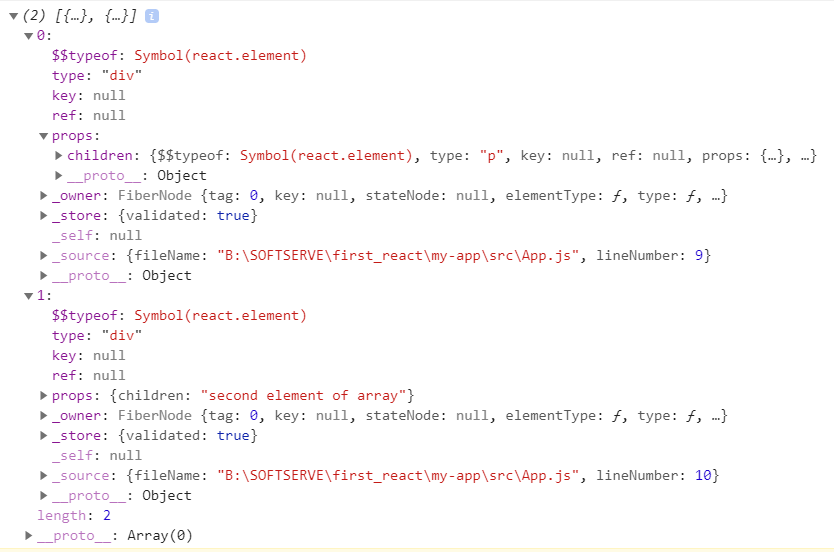 (2) [{…}, {…}] i
0:
$$typeof: Symbol(react.element)
type: "div"
key: null
ref: null
props:
children: {$$typeof: Symbol(react.element), type: "p", key: null, ref: null, props: {…}, …}
__proto__: Object
_owner: FiberNode {tag: 0, key: null, stateNode: null, elementType: ƒ, type: ƒ, …}
_store: {validated: true}
_self: null
_source: {fileName: "B:\SOFTSERVE\first_react\my-app\src\App.js", lineNumber: 9}
__proto__: Object
1:
$$typeof: Symbol(react.element)
type: "div"
key: null
ref: null
props: {children: "second element of array"}
_owner: FiberNode {tag: 0, key: null, stateNode: null, elementType: ƒ, type: ƒ, …}
_store: {validated: true}
_self: null
_source: {fileName: "B:\SOFTSERVE\first_react\my-app\src\App.js", lineNumber: 10}
__proto__: Object
length: 2
__proto__: Array(0)